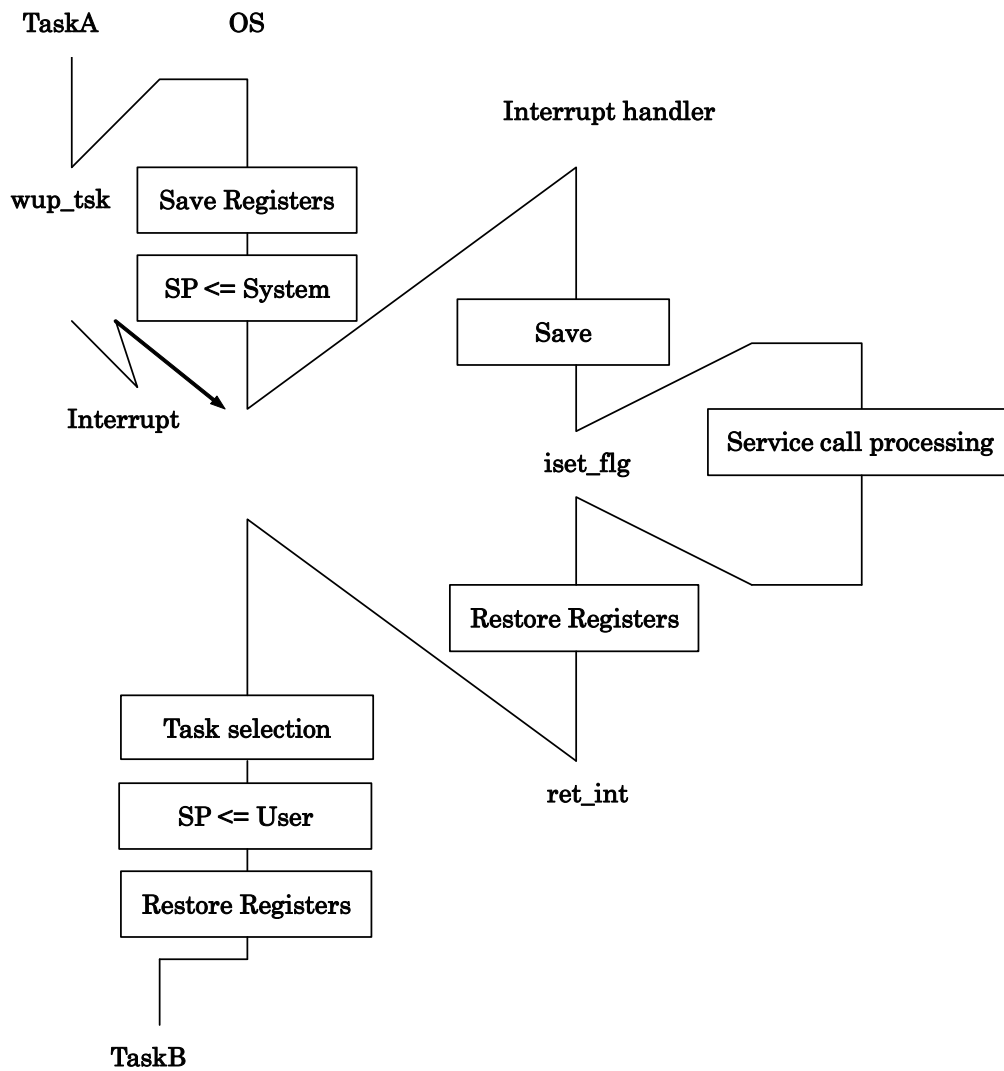 TaskA
OS
Interrupt handler
wup_tsk
Save Registers
SP <= System
Save
Interrupt
Service call processing
iset_flg
Restore Registers
Task selection
ret_int
SP <= User
Restore Registers
TaskB